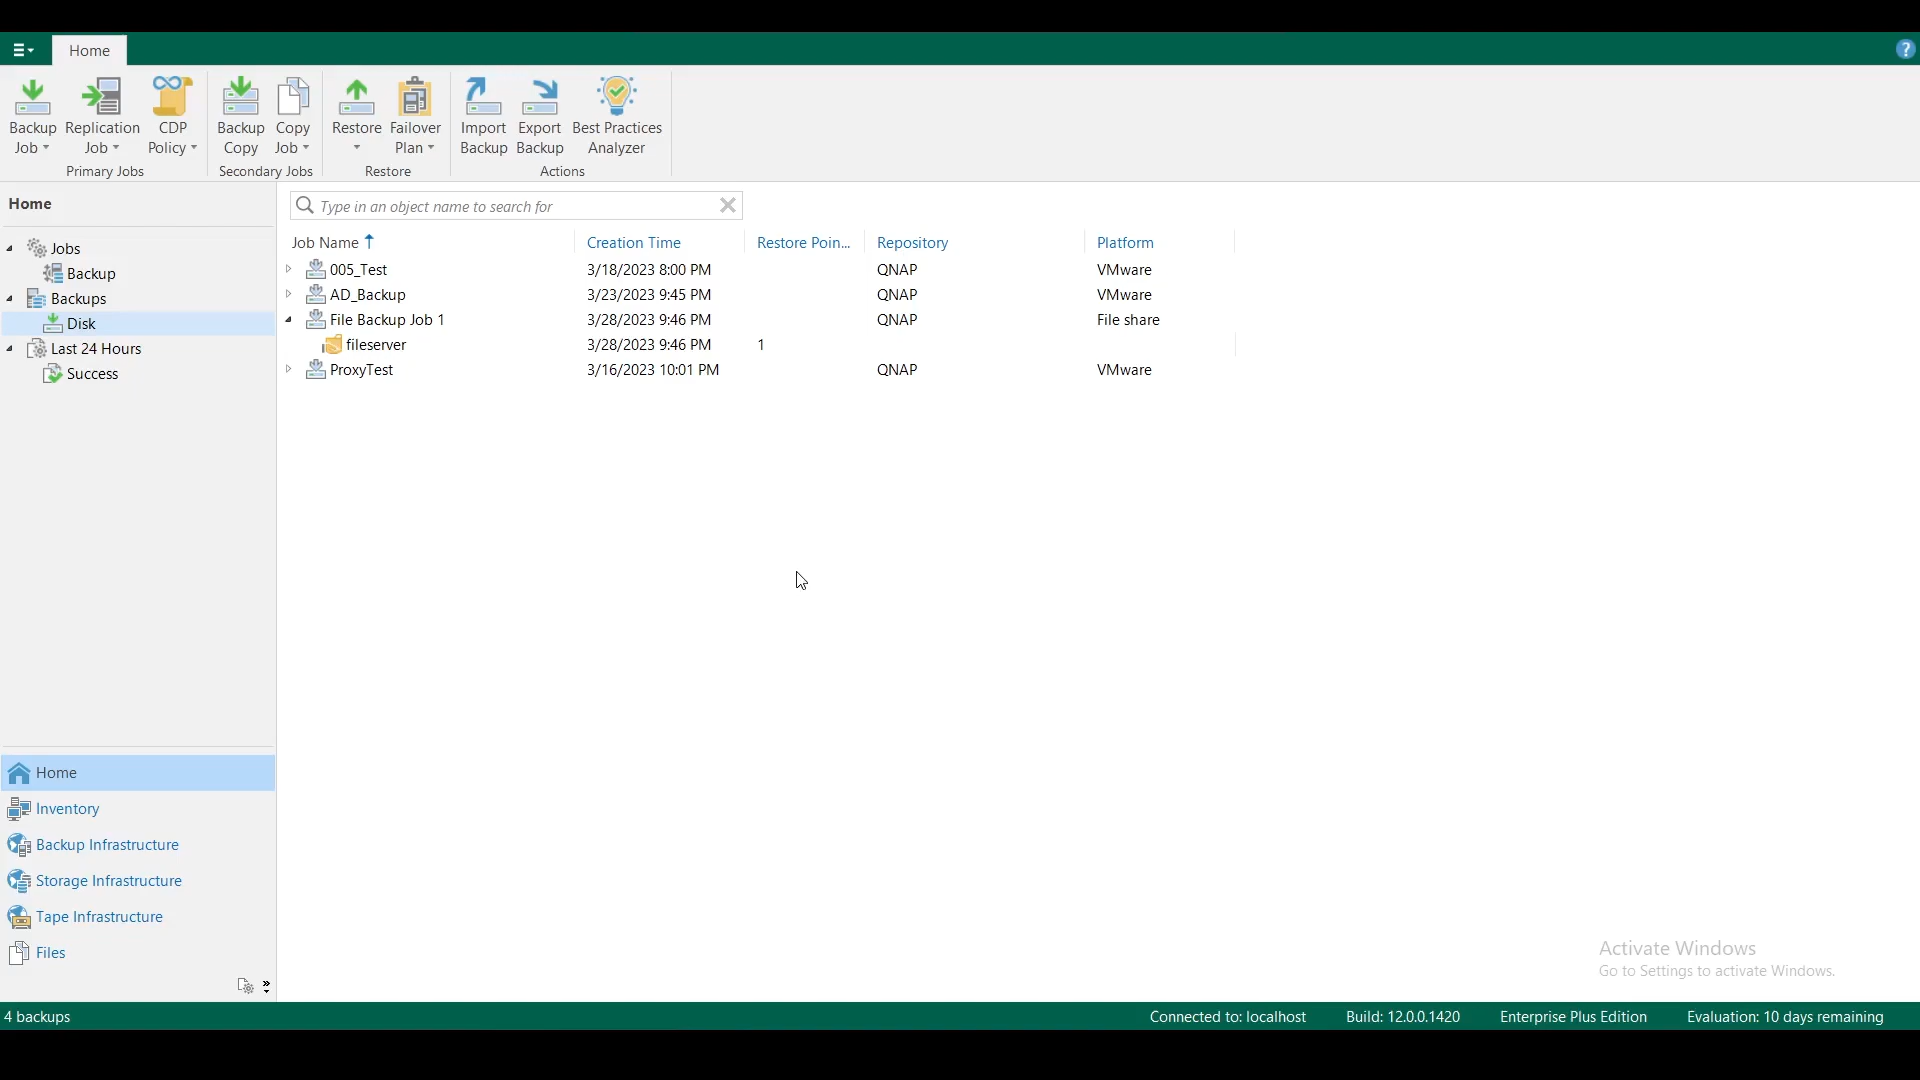 Home
?
Backup Job
Replication Job
CDP Policy
Backup Copy
Copy Job
Restore
Failover Plan
Import Backup
Export Backup
Best Practices Analyzer
Primary Jobs
Secondary Jobs
Restore
Actions
Home
Jobs
Backup
Backups
Disk
Last 24 Hours
Success
Type in an object name to search for
Job Name Creation Time Restore Poin... Repository Platform
005_Test 3/18/2023 8:00 PM QNAP VMware
AD_Backup 3/23/2023 9:45 PM QNAP VMware
File Backup Job 1 3/28/2023 9:46 PM QNAP File share
fileserver 3/28/2023 9:46 PM 1
ProxyTest 3/16/2023 10:01 PM QNAP VMware
Home
Inventory
Backup Infrastructure
Storage Infrastructure
Tape Infrastructure
Files
Activate Windows
Go to Settings to activate Windows.
4 backups Connected to: localhost Build: 12.0.0.1420 Enterprise Plus Edition Evaluation: 10 days remaining